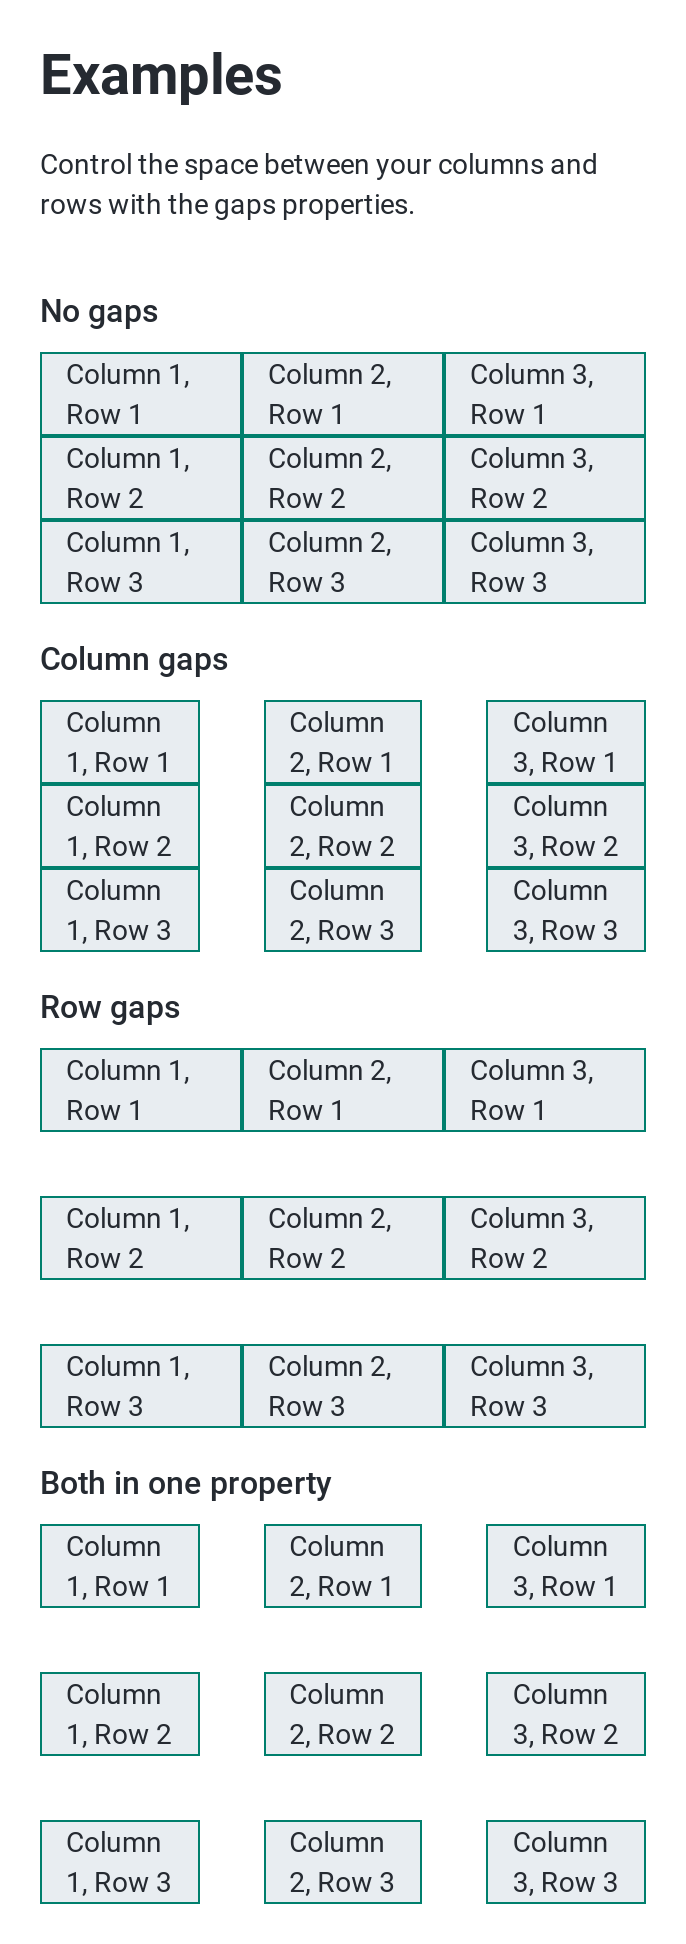 Examples
Control the space between your columns and
rows with the gaps properties.
No gaps
Column 1,
Row 1
Column 2,
Row 1
Column 3,
Row 1
Column 1,
Row 2
Column 2,
Row 2
Column 3,
Row 2
Column 1,
Row 3
Column 2,
Row 3
Column 3,
Row 3
Column gaps
Column
1, Row 1
Column
2, Row 1
Column
3, Row 1
Column
1, Row 2
Column
2, Row 2
Column
3, Row 2
Column
1, Row 3
Column
2, Row 3
Column
3, Row 3
Row gaps
Column 1,
Row 1
Column 2,
Row 1
Column 3,
Row 1
Column 1,
Row 2
Column 2,
Row 2
Column 3,
Row 2
Column 1,
Row 3
Column 2,
Row 3
Column 3,
Row 3
Both in one property
Column
1, Row 1
Column
2, Row 1
Column
3, Row 1
Column
1, Row 2
Column
2, Row 2
Column
3, Row 2
Column
1, Row 3
Column
2, Row 3
Column
3, Row 3